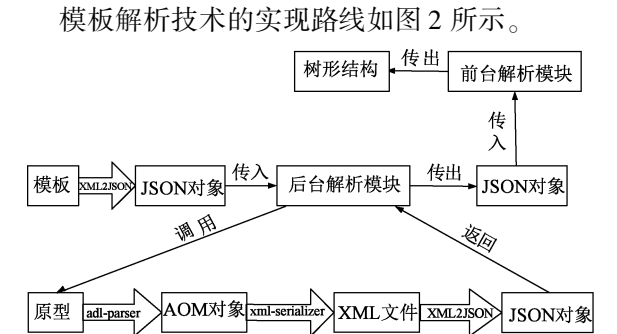 模板解析技术的实现路线如图 2 所示。
树形结构
传出
前台解析模块
传入
模板
XML2JSON
JSON对象
传入
后台解析模块
传出
JSON对象
调用
返回
原型
adl-parser
AOM对象
xml-serializer
XML文件
XML2JSON
JSON对象